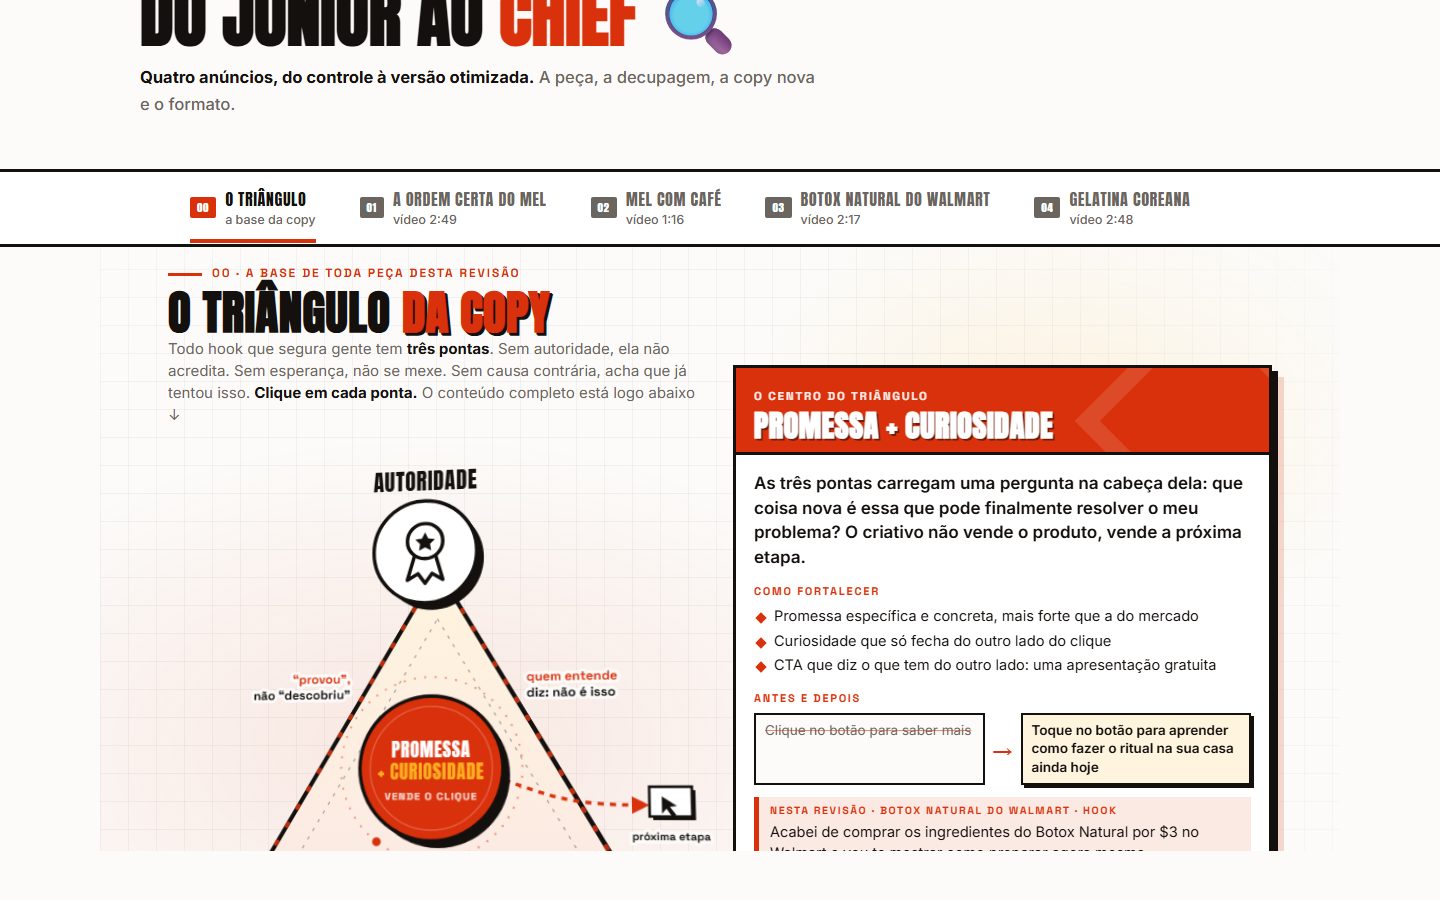 DO JÚNIOR AO CHIEF
Quatro anúncios, do controle à versão otimizada. A peça, a decupagem, a copy nova
e o formato.
00 O TRIÂNGULO
a base da copy
01 A ORDEM CERTA DO MEL
vídeo 2:49
02 MEL COM CAFÉ
vídeo 1:16
03 BOTOX NATURAL DO WALMART
vídeo 2:17
04 GELATINA COREANA
vídeo 2:48
00 · A BASE DE TODA PEÇA DESTA REVISÃO
O TRIÂNGULO DA COPY
Todo hook que segura gente tem três pontas. Sem autoridade, ela não
acredita. Sem esperança, não se mexe. Sem causa contrária, acha que já
tentou isso. Clique em cada ponta. O conteúdo completo está logo abaixo
↓
AUTORIDADE
“provou”,
não “descobriu”
quem entende
diz: não é isso
PROMESSA
+ CURIOSIDADE
VENDE O CLIQUE
próxima etapa
O CENTRO DO TRIÂNGULO
PROMESSA + CURIOSIDADE
As três pontas carregam uma pergunta na cabeça dela: que
coisa nova é essa que pode finalmente resolver o meu
problema? O criativo não vende o produto, vende a próxima
etapa.
COMO FORTALECER
Promessa específica e concreta, mais forte que a do mercado
Curiosidade que só fecha do outro lado do clique
CTA que diz o que tem do outro lado: uma apresentação gratuita
ANTES E DEPOIS
Clique no botão para saber mais
→
Toque no botão para aprender
como fazer o ritual na sua casa
ainda hoje
NESTA REVISÃO · BOTOX NATURAL DO WALMART · HOOK
Acabei de comprar os ingredientes do Botox Natural por $3 no